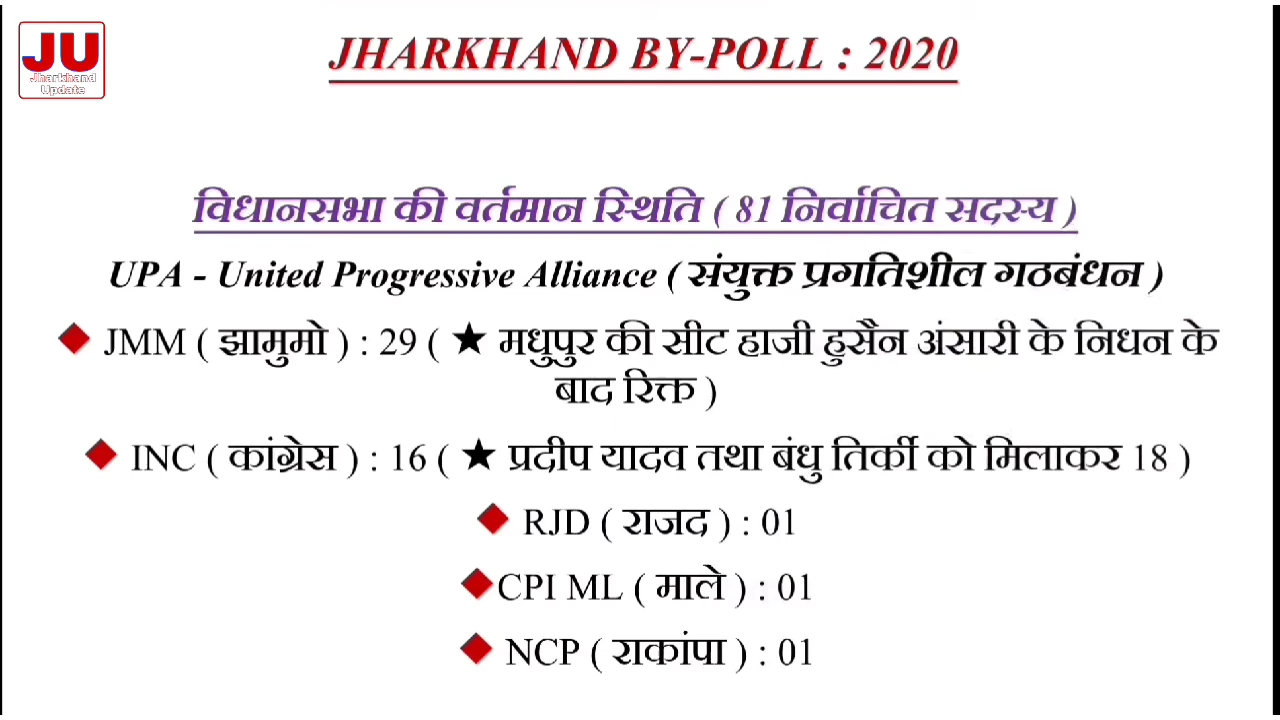 JU
Jharkhand
Update
JHARKHAND BY-POLL : 2020
विधानसभा की वर्तमान स्थिति ( 81 निर्वाचित सदस्य )
UPA - United Progressive Alliance ( संयुक्त प्रगतिशील गठबंधन )
JMM ( झामुमो ) : 29 ( ★ मधुपुर की सीट हाजी हुसैन अंसारी के निधन के
बाद रिक्त )
INC ( कांग्रेस ) : 16 ( ★ प्रदीप यादव तथा बंधु तिर्की को मिलाकर 18 )
RJD ( राजद ) : 01
CPI ML ( माले ) : 01
NCP ( राकांपा ) : 01